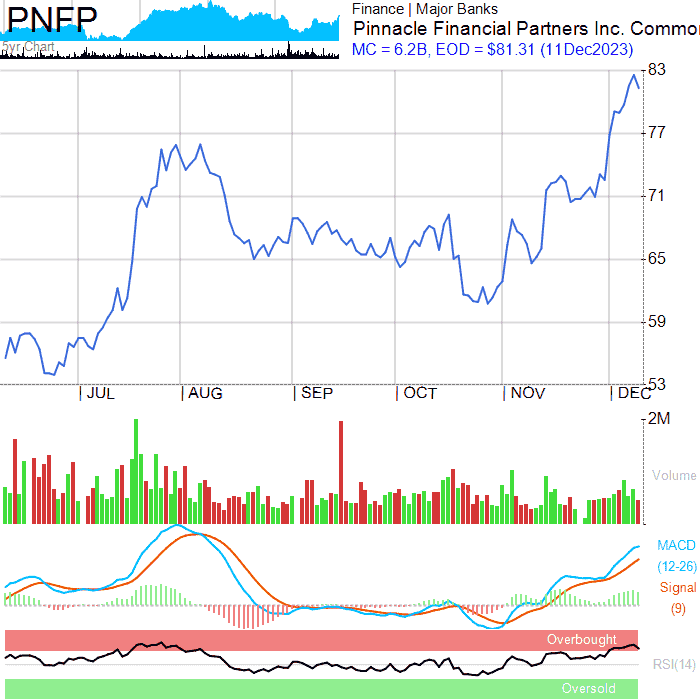 PNFP
5yr Chart
Finance | Major Banks
Pinnacle Financial Partners Inc. Commo
MC = 6.2B, EOD = $81.31 (11Dec2023)
83
77
71
65
59
53
JUL AUG SEP OCT NOV DEC
2M
Volume
MACD
(12-26)
Signal
(9)
Overbought
RSI(14)
Oversold